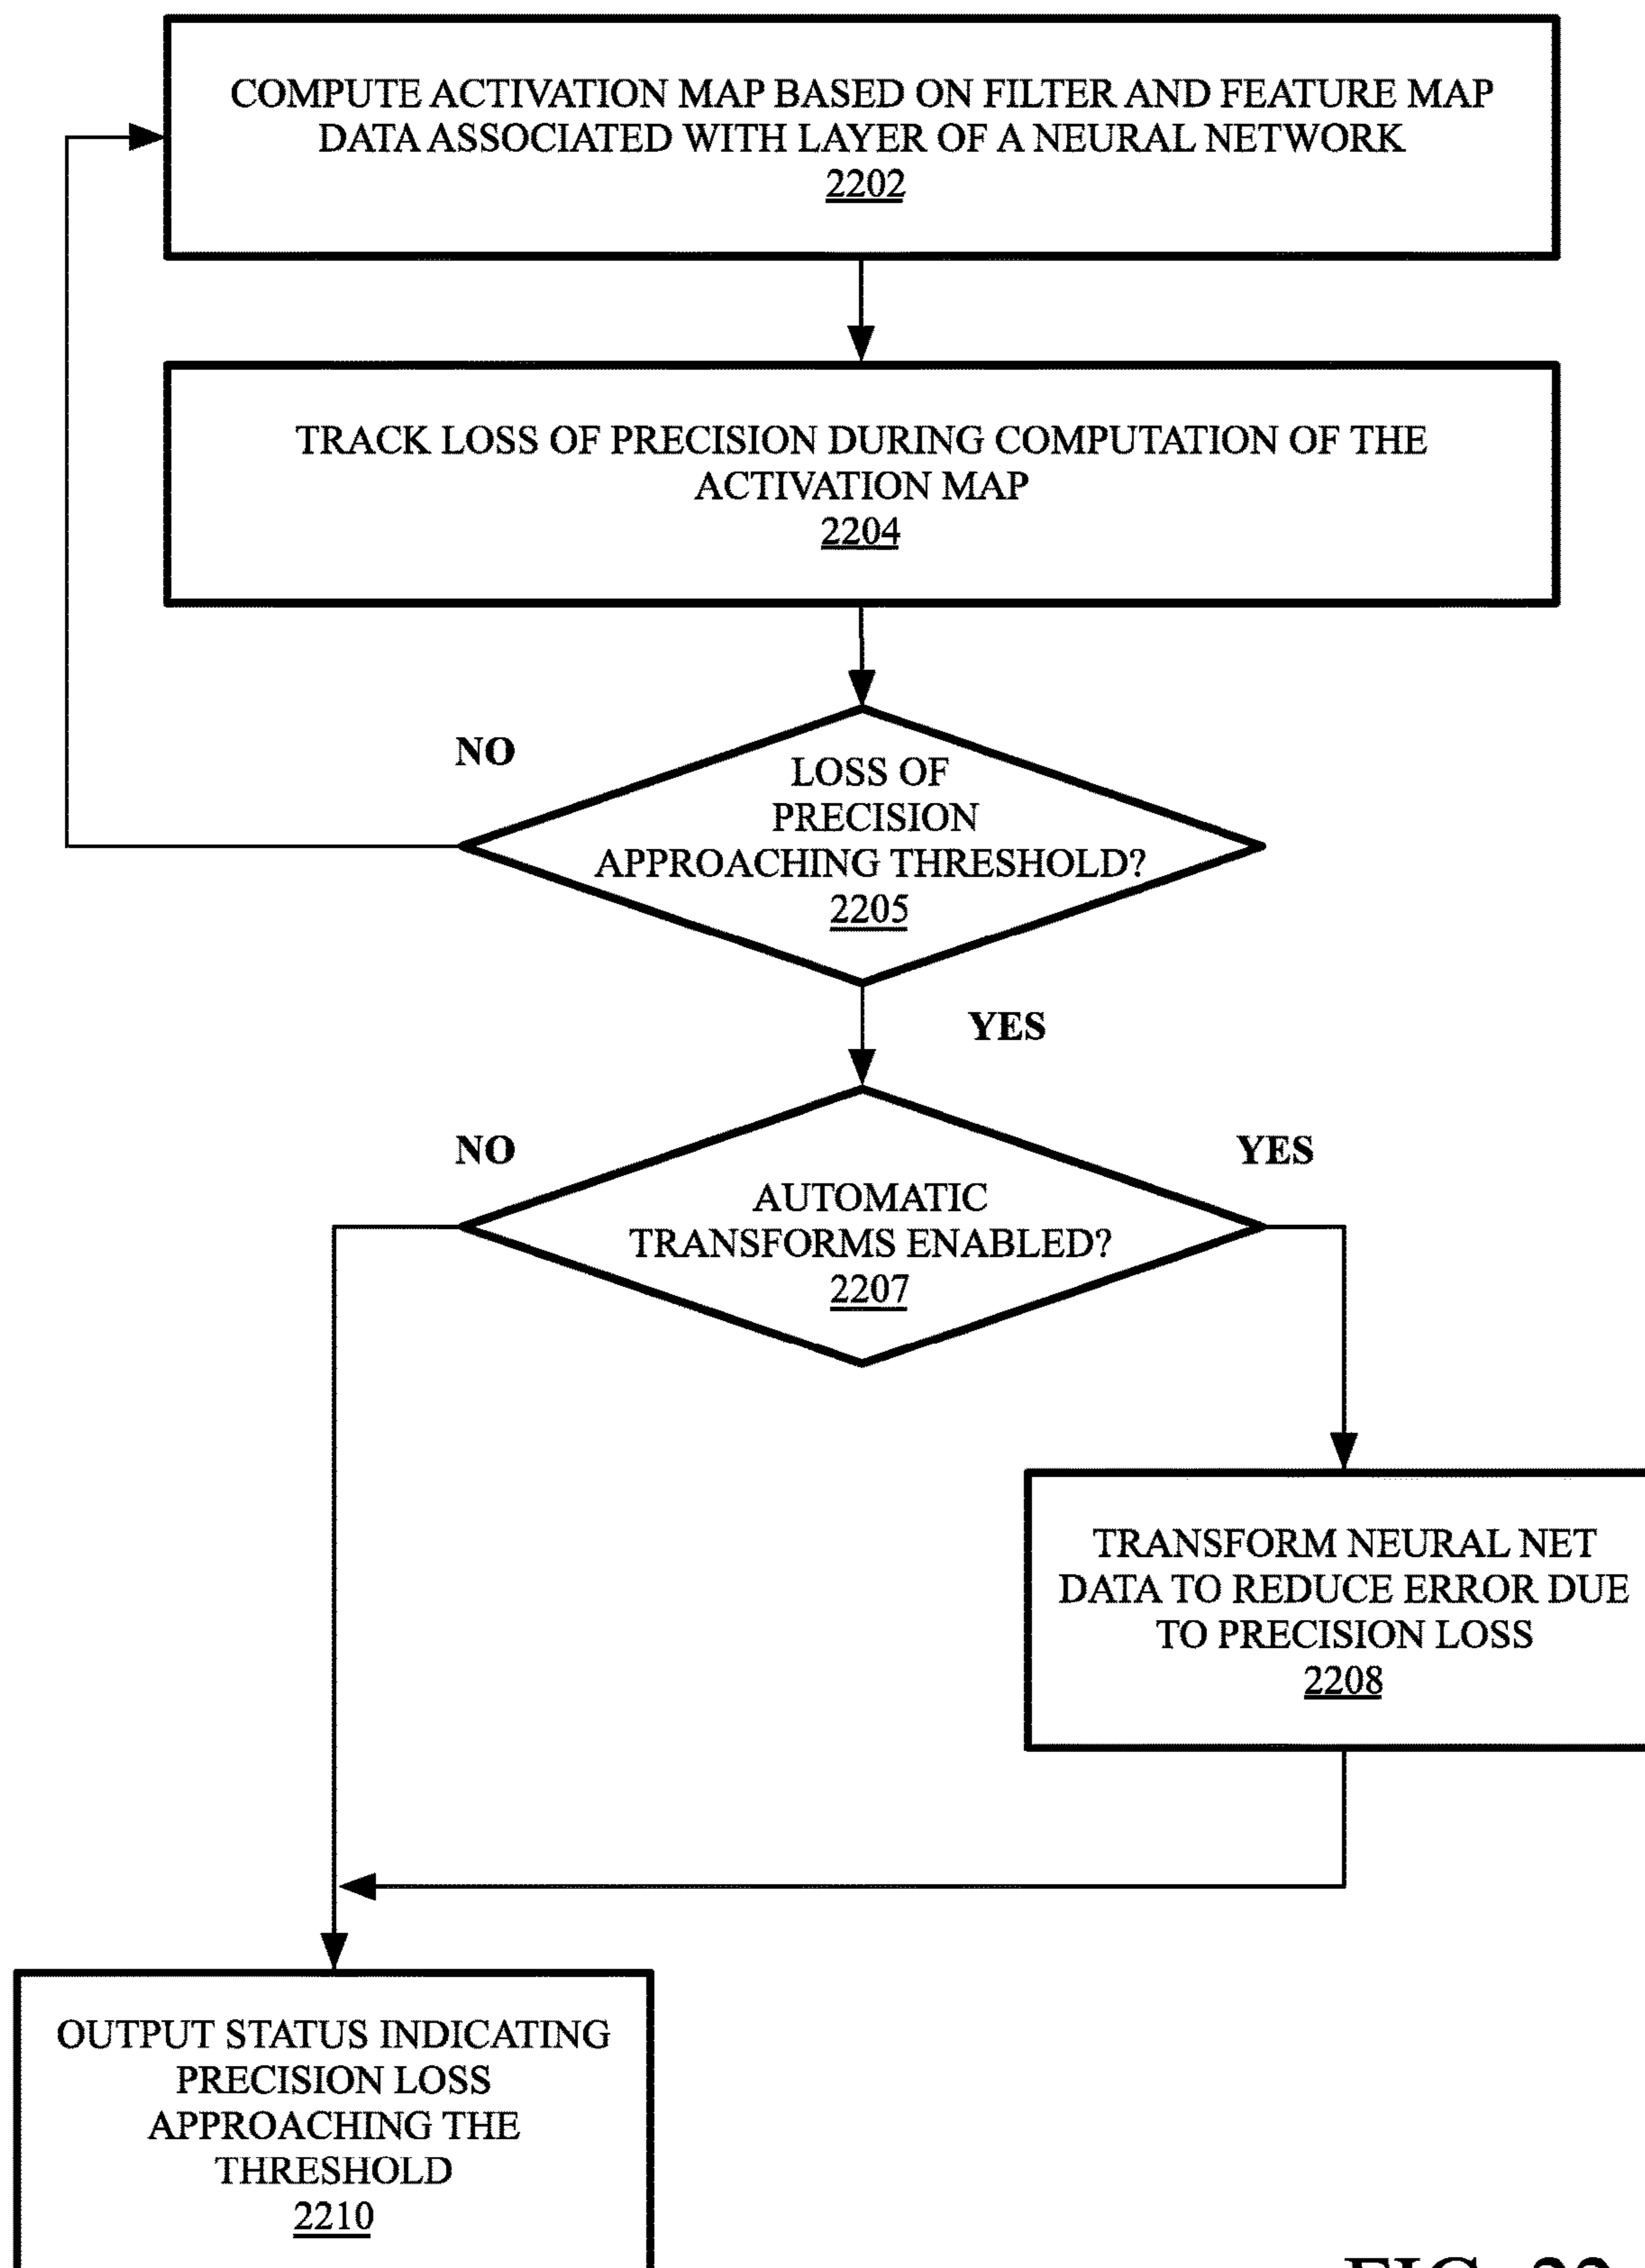 COMPUTE ACTIVATION MAP BASED ON FILTER AND FEATURE MAP
DATA ASSOCIATED WITH LAYER OF A NEURAL NETWORK
2202
TRACK LOSS OF PRECISION DURING COMPUTATION OF THE
ACTIVATION MAP
2204
NO
LOSS OF
PRECISION
APPROACHING THRESHOLD?
2205
YES
NO
YES
AUTOMATIC
TRANSFORMS ENABLED?
2207
TRANSFORM NEURAL NET
DATA TO REDUCE ERROR DUE
TO PRECISION LOSS
2208
OUTPUT STATUS INDICATING
PRECISION LOSS
APPROACHING THE
THRESHOLD
2210